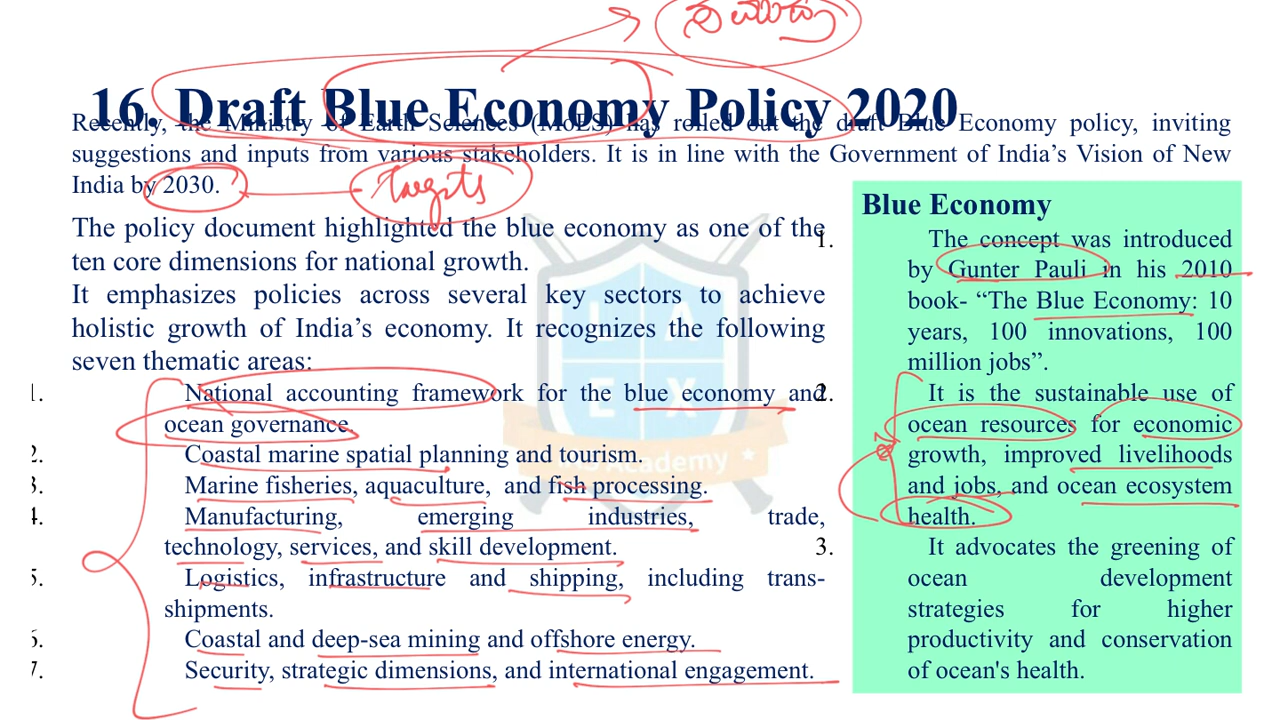 ಸಮುದ್ರ
16. Draft Blue Economy Policy 2020
Recently, the Ministry of Earth Sciences (MoES) has rolled out the draft Blue Economy policy, inviting
suggestions and inputs from various stakeholders. It is in line with the Government of India’s Vision of New
India by 2030.
Targets
The policy document highlighted the blue economy as one of the
ten core dimensions for national growth.
It emphasizes policies across several key sectors to achieve
holistic growth of India’s economy. It recognizes the following
seven thematic areas:
1. National accounting framework for the blue economy and
ocean governance.
2. Coastal marine spatial planning and tourism.
3. Marine fisheries, aquaculture, and fish processing.
4. Manufacturing, emerging industries, trade,
technology, services, and skill development.
5. Logistics, infrastructure and shipping, including trans-
shipments.
6. Coastal and deep-sea mining and offshore energy.
7. Security, strategic dimensions, and international engagement.
Blue Economy
1. The concept was introduced
by Gunter Pauli in his 2010
book- “The Blue Economy: 10
years, 100 innovations, 100
million jobs”.
2. It is the sustainable use of
ocean resources for economic
growth, improved livelihoods
and jobs, and ocean ecosystem
health.
3. It advocates the greening of
ocean development
strategies for higher
productivity and conservation
of ocean's health.
I A
E X
Academy